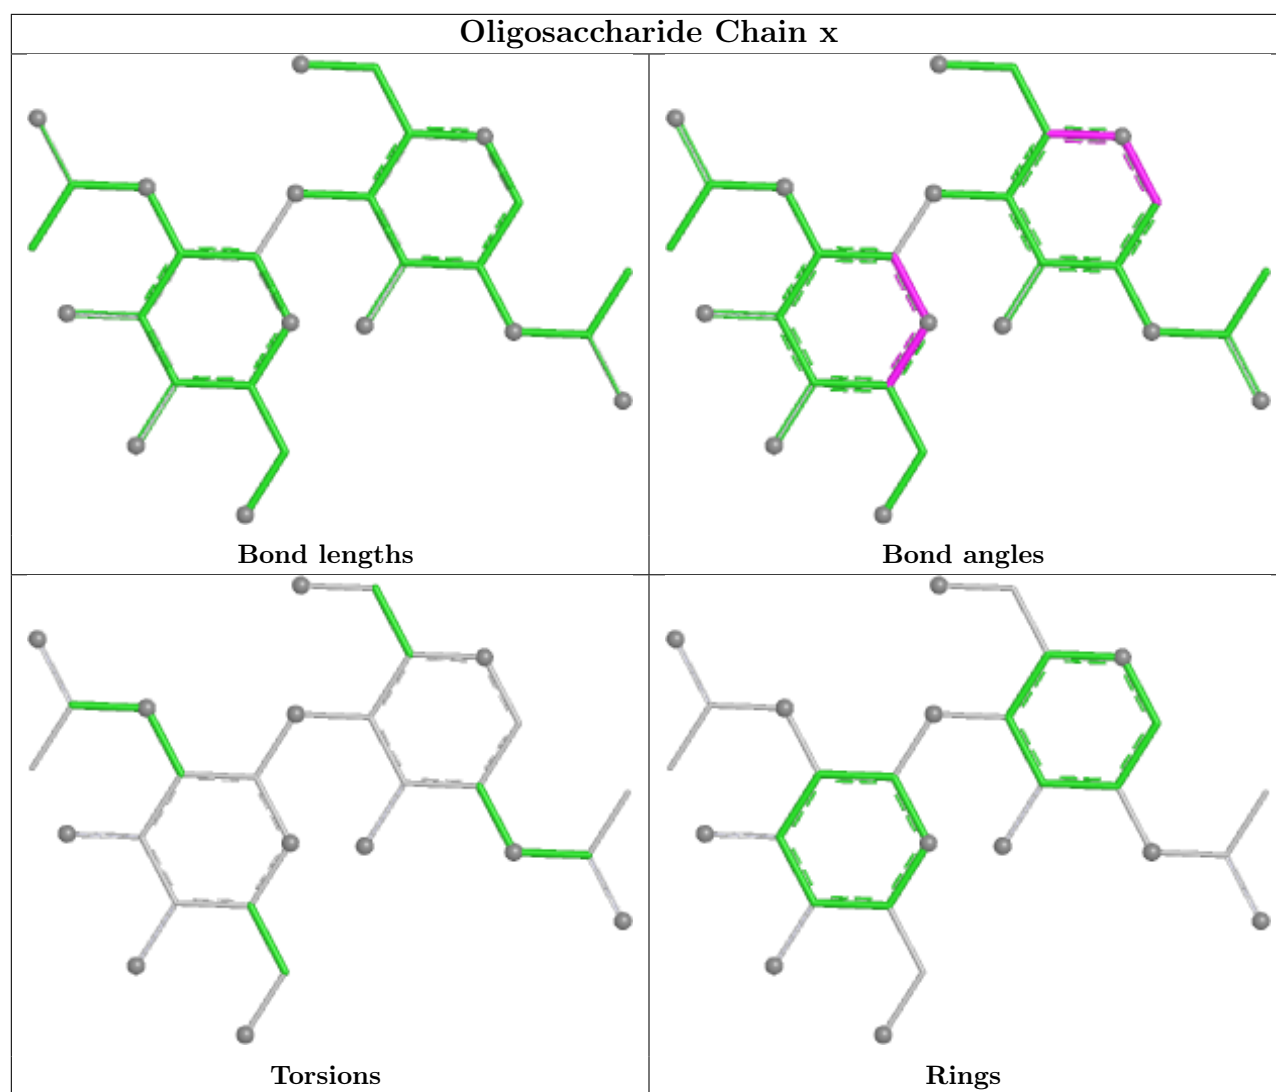 Oligosaccharide Chain x
Bond lengths
Bond angles
Torsions
Rings